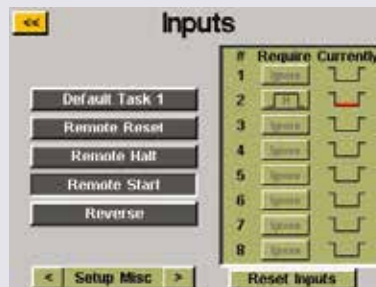 << Inputs
# Require Currently
1 Ignore
Default Task 1
2 H
Remote Reset
3 Ignore
Remote Halt
4 Ignore
Remote Start
5 Ignore
6 Ignore
Reverse
7 Ignore
8 Ignore
< Setup Misc >
Reset Inputs